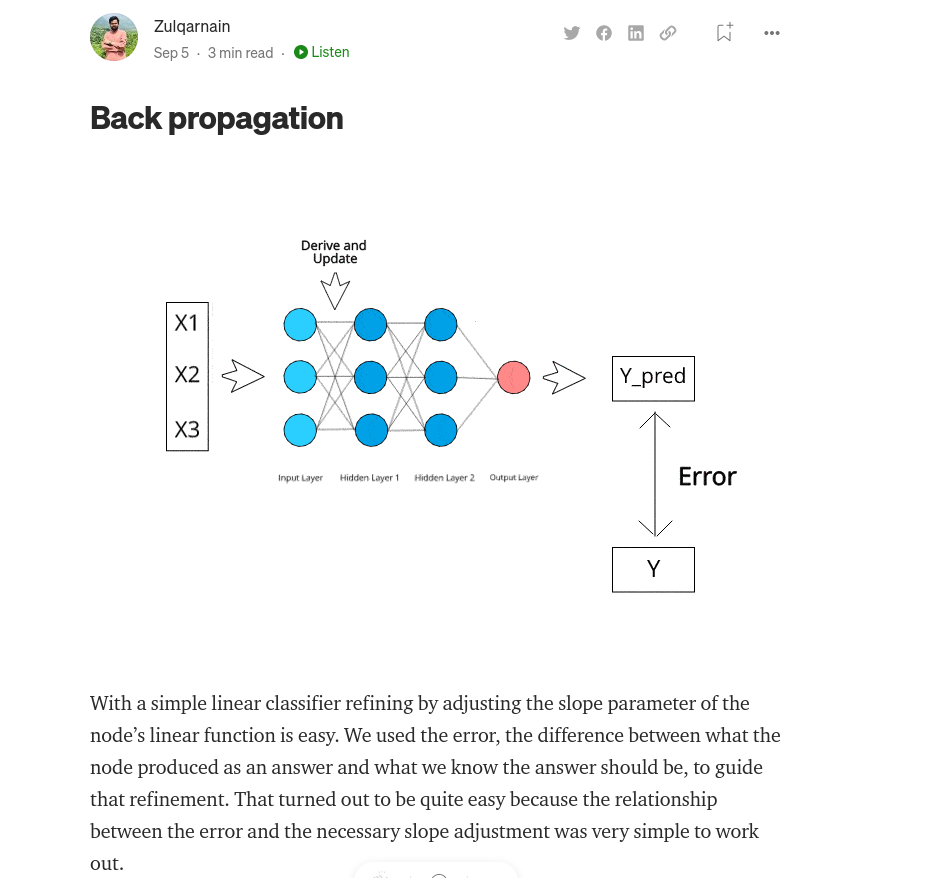 Zulqarnain
Sep 5 · 3 min read · Listen
Back propagation
Derive and
Update
X1
X2
X3
Y_pred
Error
Input Layer
Hidden Layer 1
Hidden Layer 2
Output Layer
Y
With a simple linear classifier refining by adjusting the slope parameter of the
node’s linear function is easy. We used the error, the difference between what the
node produced as an answer and what we know the answer should be, to guide
that refinement. That turned out to be quite easy because the relationship
between the error and the necessary slope adjustment was very simple to work
out.